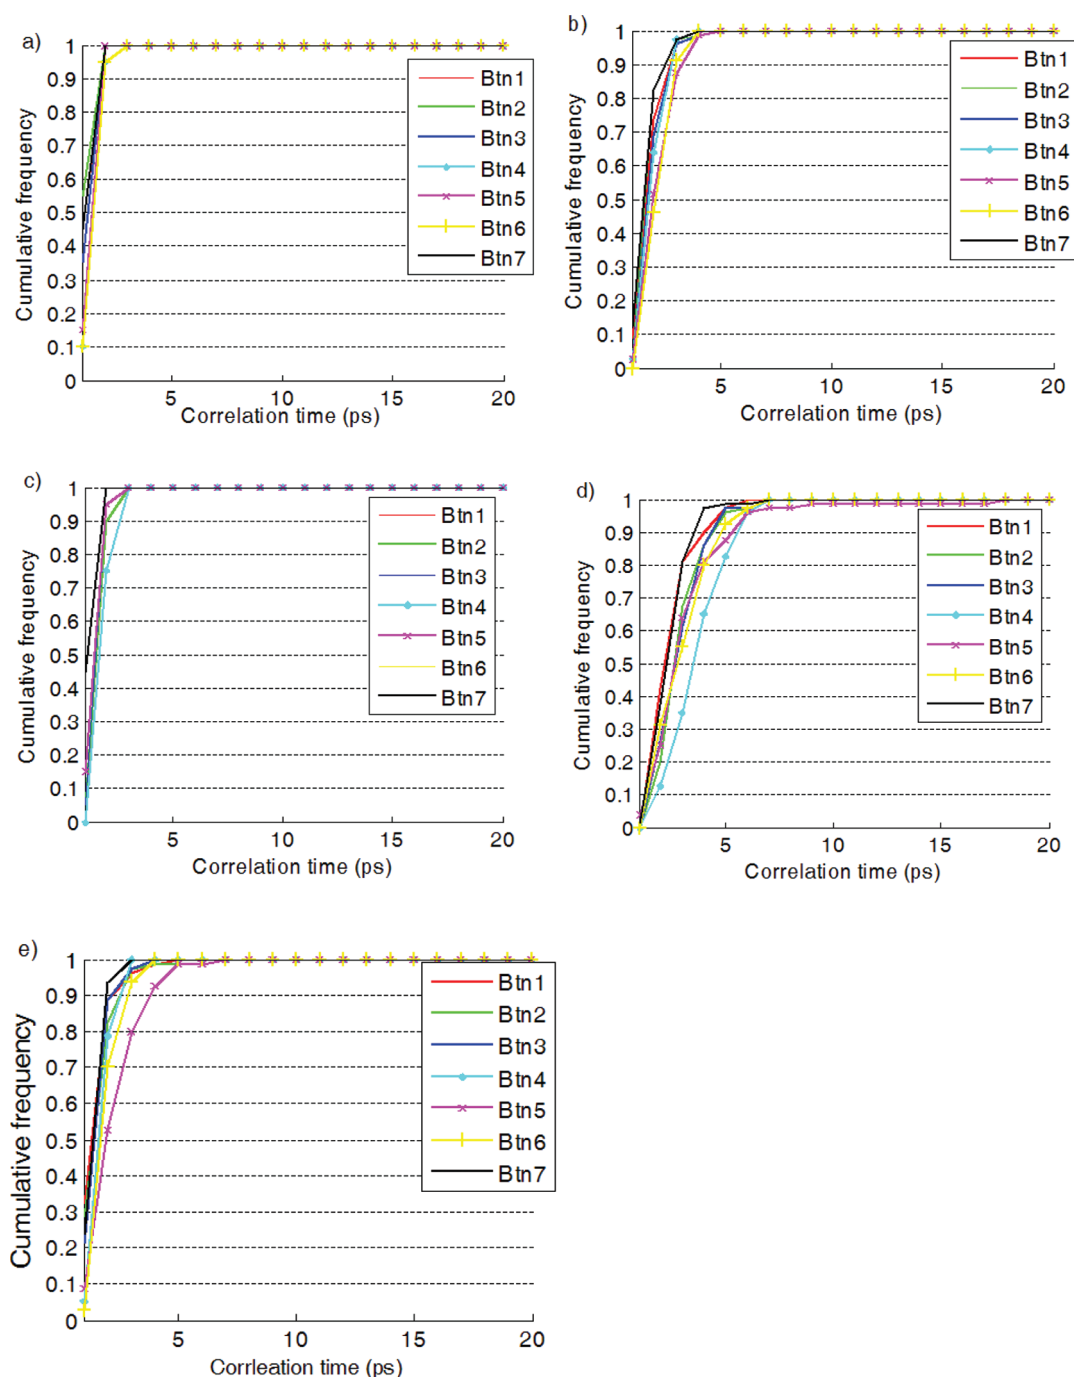 a)
1
0.9
0.8
0.7
0.6
0.5
0.4
0.3
0.2
0.1
0
Cumulative frequency
5
10
15
20
Correlation time (ps)
Btn1
Btn2
Btn3
Btn4
Btn5
Btn6
Btn7
b)
1
0.9
0.8
0.7
0.6
0.5
0.4
0.3
0.2
0.1
0
Cumulative frequency
5
10
15
20
Correlation time (ps)
Btn1
Btn2
Btn3
Btn4
Btn5
Btn6
Btn7
c)
1
0.9
0.8
0.7
0.6
0.5
0.4
0.3
0.2
0.1
0
Cumulative frequency
5
10
15
20
Correlation time (ps)
Btn1
Btn2
Btn3
Btn4
Btn5
Btn6
Btn7
d)
1
0.9
0.8
0.7
0.6
0.5
0.4
0.3
0.2
0.1
0
Cumulative frequency
5
10
15
20
Correlation time (ps)
Btn1
Btn2
Btn3
Btn4
Btn5
Btn6
Btn7
e)
1
0.9
0.8
0.7
0.6
0.5
0.4
0.3
0.2
0.1
0
Cumulative frequency
5
10
15
20
Corrleation time (ps)
Btn1
Btn2
Btn3
Btn4
Btn5
Btn6
Btn7